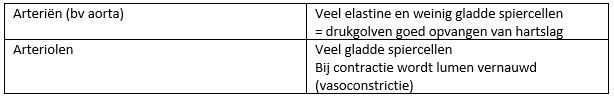 Arteriën (bv aorta)
Veel elastine en weinig gladde spiercellen
= drukgolven goed opvangen van hartslag
Arteriolen
Veel gladde spiercellen
Bij contractie wordt lumen vernauwd
(vasoconstrictie)